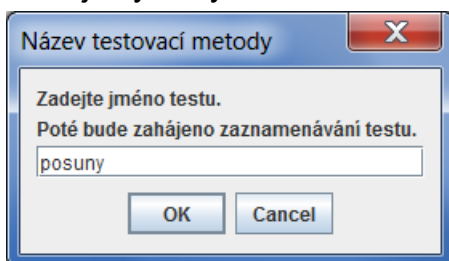 Název testovací metody
Zadejte jméno testu.
Poté bude zahájeno zaznamenávání testu.
posuny
OK
Cancel